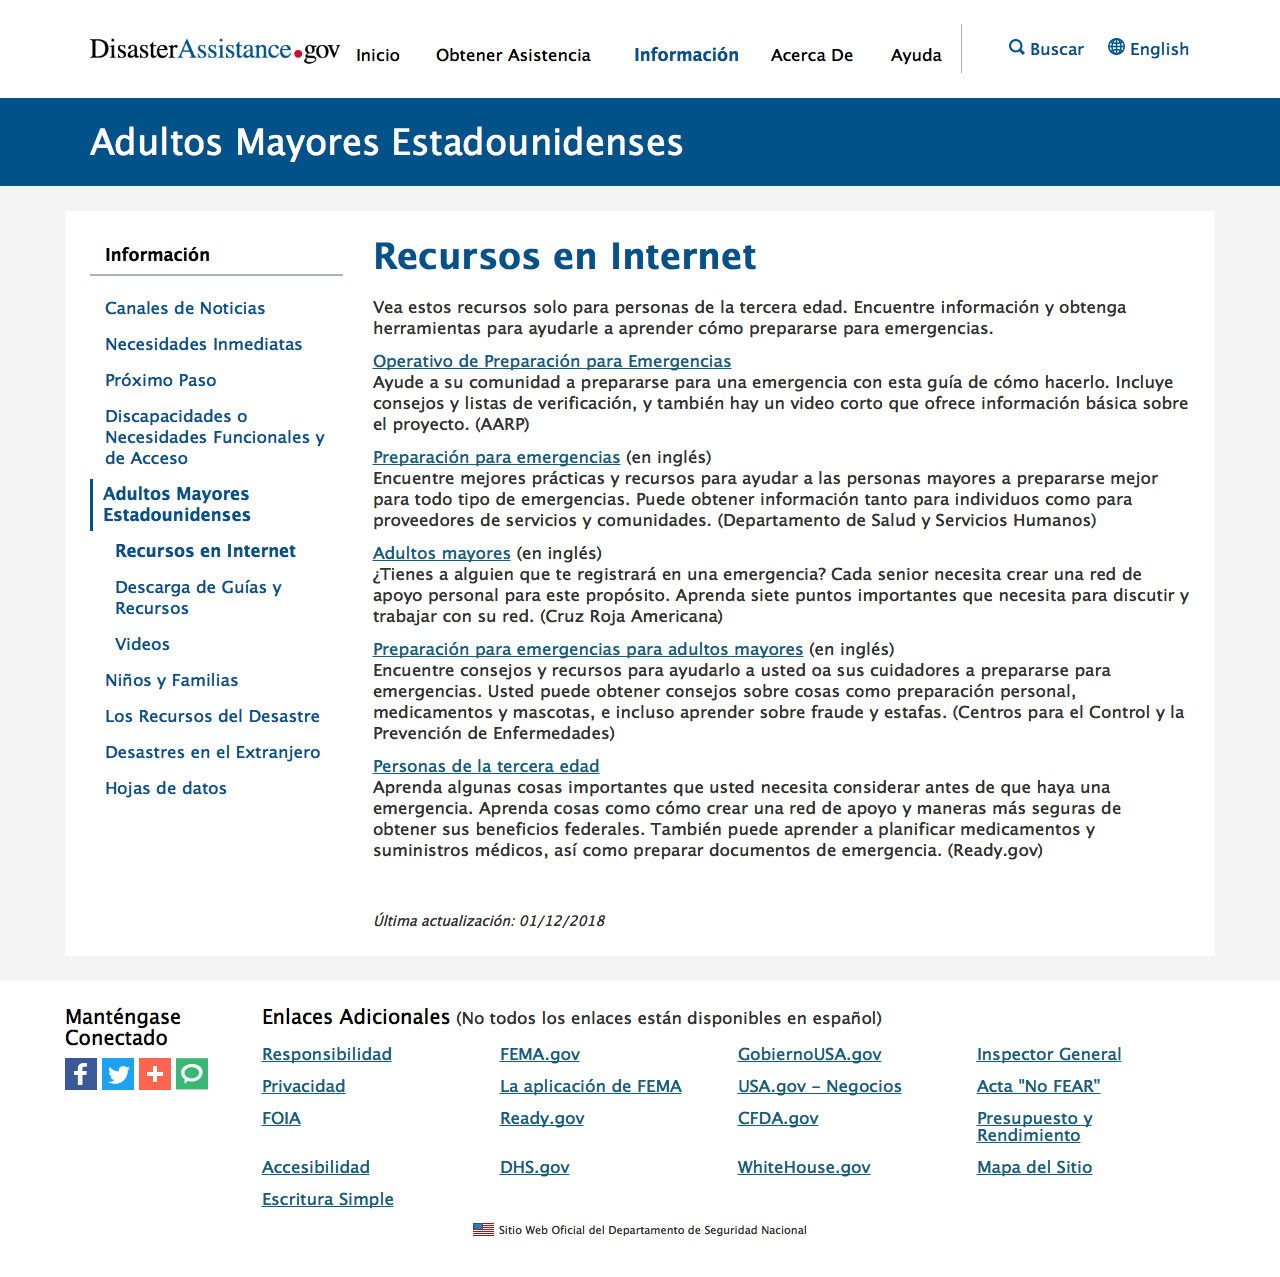 DisasterAssistance.gov
Inicio
Obtener Asistencia
Información
Acerca De
Ayuda
Buscar
English
Adultos Mayores Estadounidenses
Información
Canales de Noticias
Necesidades Inmediatas
Próximo Paso
Discapacidades o
Necesidades Funcionales y
de Acceso
Adultos Mayores
Estadounidenses
Recursos en Internet
Descarga de Guías y
Recursos
Videos
Niños y Familias
Los Recursos del Desastre
Desastres en el Extranjero
Hojas de datos
Recursos en Internet
Vea estos recursos solo para personas de la tercera edad. Encuentre información y obtenga
herramientas para ayudarle a aprender cómo prepararse para emergencias.
Operativo de Preparación para Emergencias
Ayude a su comunidad a prepararse para una emergencia con esta guía de cómo hacerlo. Incluye
consejos y listas de verificación, y también hay un video corto que ofrece información básica sobre
el proyecto. (AARP)
Preparación para emergencias (en inglés)
Encuentre mejores prácticas y recursos para ayudar a las personas mayores a prepararse mejor
para todo tipo de emergencias. Puede obtener información tanto para individuos como para
proveedores de servicios y comunidades. (Departamento de Salud y Servicios Humanos)
Adultos mayores (en inglés)
¿Tienes a alguien que te registrará en una emergencia? Cada senior necesita crear una red de
apoyo personal para este propósito. Aprenda siete puntos importantes que necesita para discutir y
trabajar con su red. (Cruz Roja Americana)
Preparación para emergencias para adultos mayores (en inglés)
Encuentre consejos y recursos para ayudarlo a usted oa sus cuidadores a prepararse para
emergencias. Usted puede obtener consejos sobre cosas como preparación personal,
medicamentos y mascotas, e incluso aprender sobre fraude y estafas. (Centros para el Control y la
Prevención de Enfermedades)
Personas de la tercera edad
Aprenda algunas cosas importantes que usted necesita considerar antes de que haya una
emergencia. Aprenda cosas como cómo crear una red de apoyo y maneras más seguras de
obtener sus beneficios federales. También puede aprender a planificar medicamentos y
suministros médicos, así como preparar documentos de emergencia. (Ready.gov)
Última actualización: 01/12/2018
Manténgase
Conectado
Enlaces Adicionales (No todos los enlaces están disponibles en español)
Responsibilidad
FEMA.gov
GobiernoUSA.gov
Inspector General
Privacidad
La aplicación de FEMA
USA.gov – Negocios
Acta "No FEAR”
FOIA
Ready.gov
CFDA.gov
Presupuesto y
Rendimiento
Accesibilidad
DHS.gov
WhiteHouse.gov
Mapa del Sitio
Escritura Simple
Sitio Web Oficial del Departamento de Seguridad Nacional